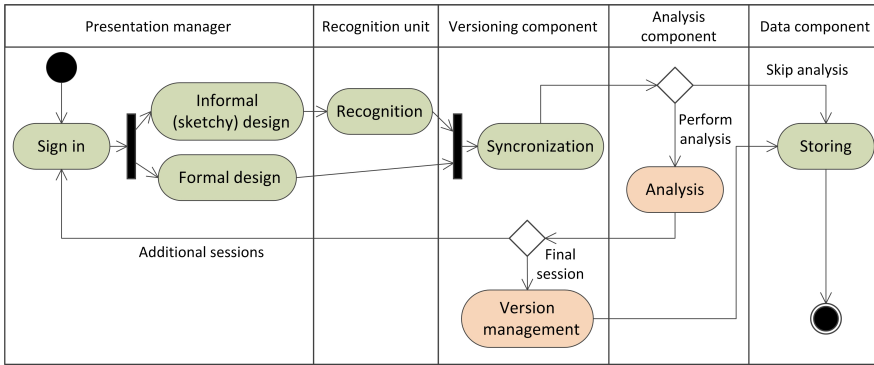 Presentation manager
Recognition unit
Versioning component
Analysis
component
Data component
Skip analysis
Informal
(sketchy) design
Recognition
Sign in
Syncronization
Perform
analysis
Storing
Formal design
Analysis
Additional sessions
Final
session
Version
management